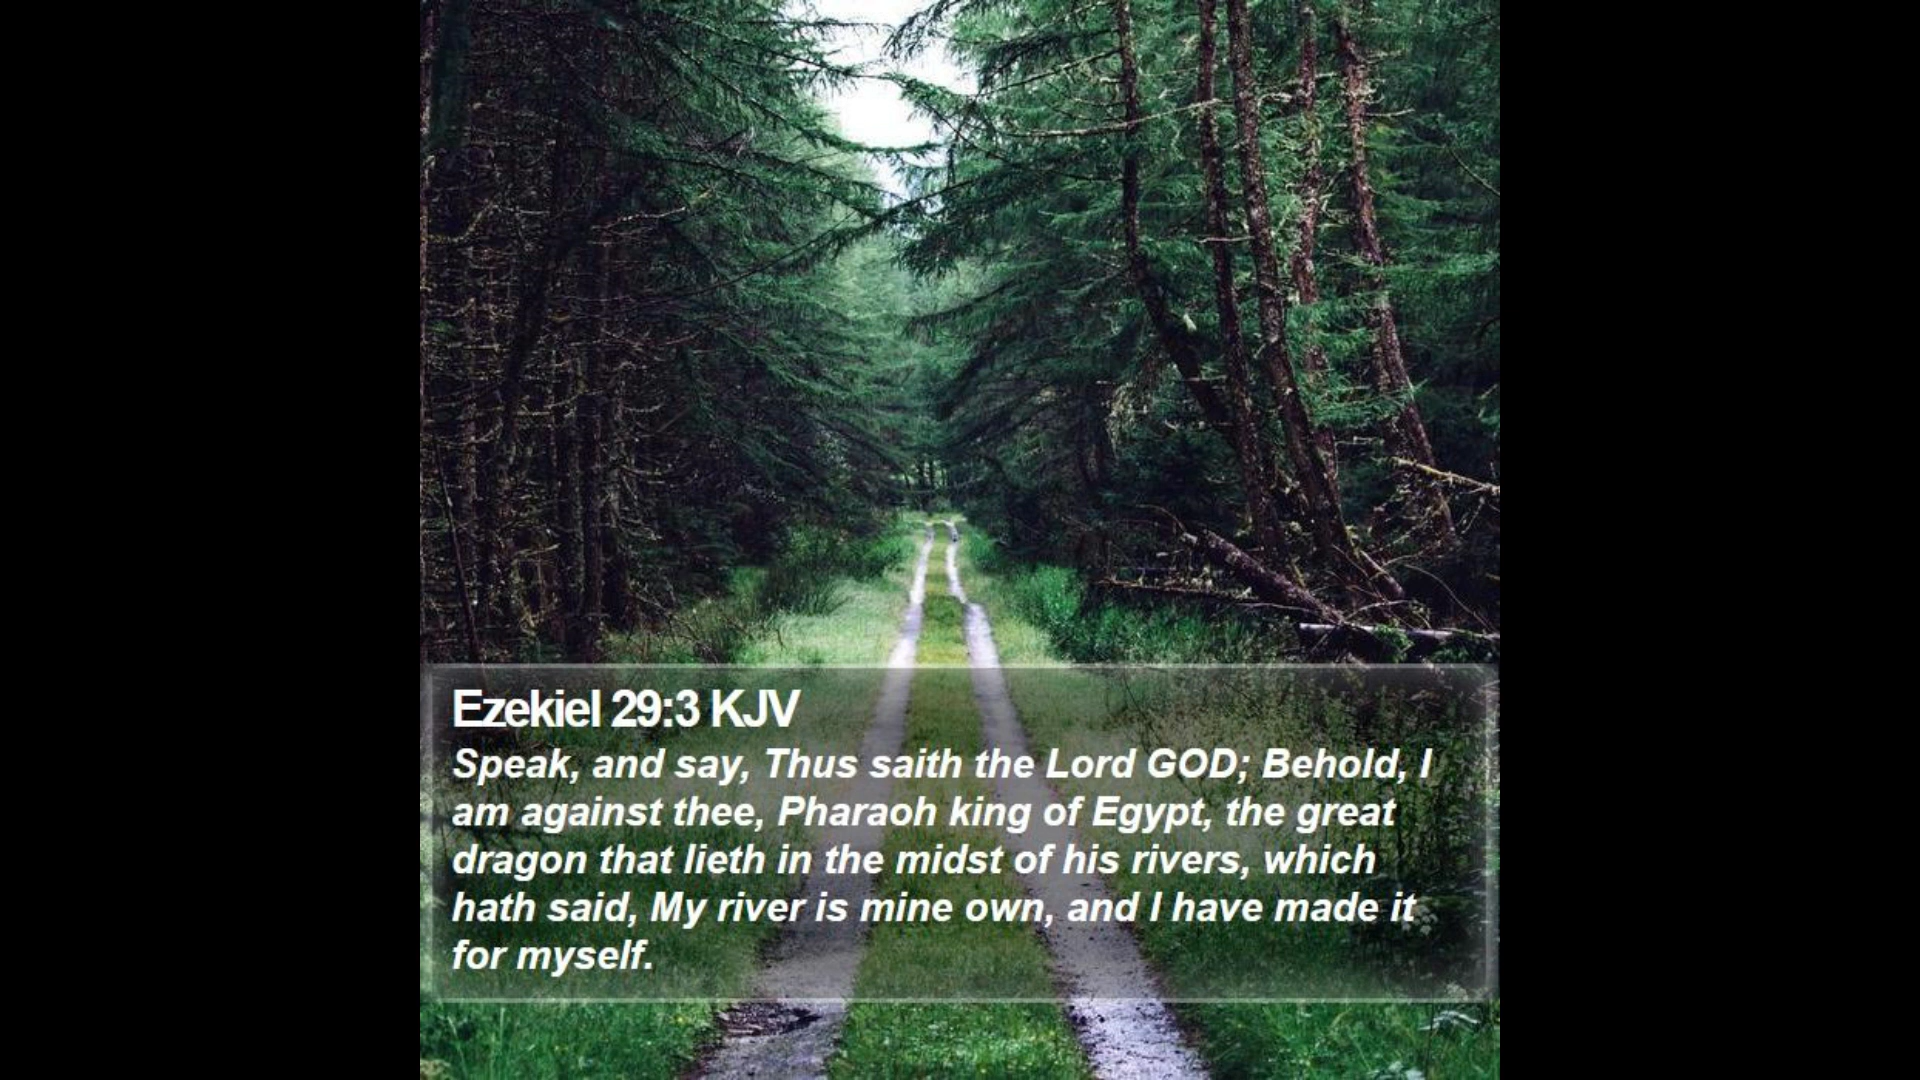 Ezekiel 29:3 KJV
Speak, and say, Thus saith the Lord GOD; Behold, I
am against thee, Pharaoh king of Egypt, the great
dragon that lieth in the midst of his rivers, which
hath said, My river is mine own, and I have made it
for myself.